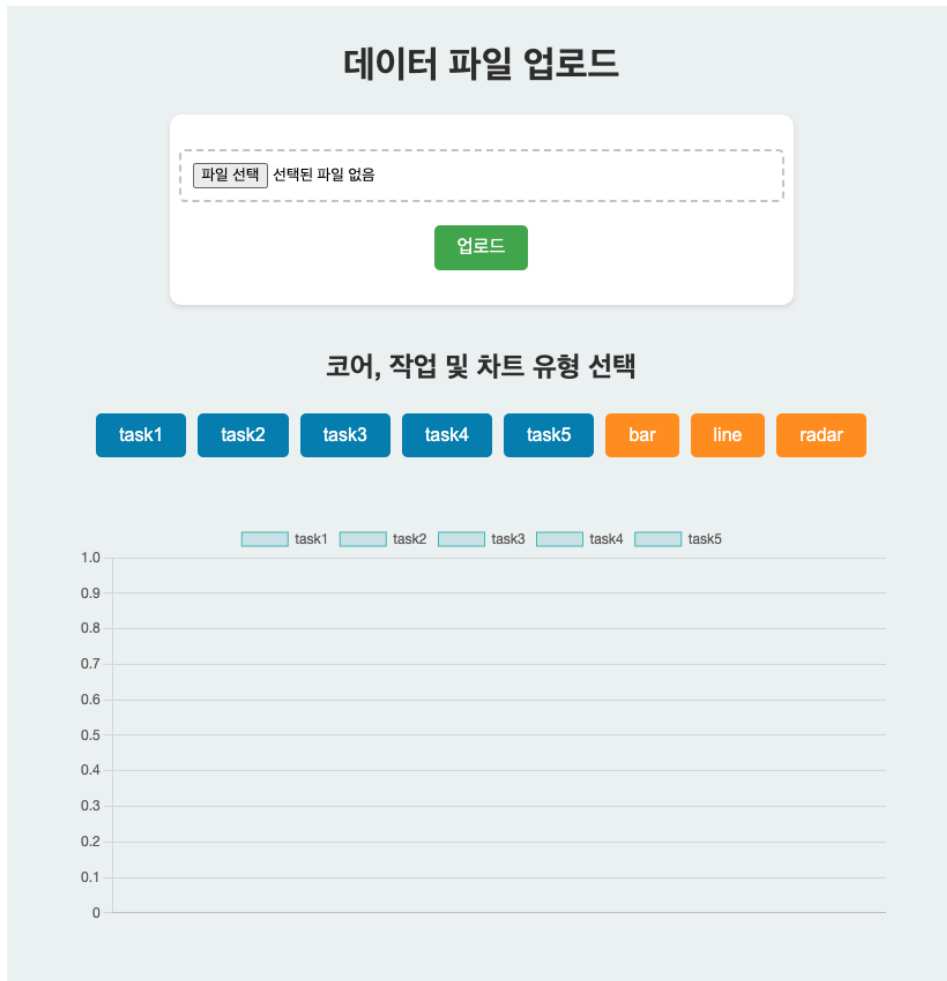 데이터 파일 업로드
파일 선택 선택된 파일 없음
업로드
코어, 작업 및 차트 유형 선택
task1 task2 task3 task4 task5 bar line radar
task1 task2 task3 task4 task5
1.0
0.9
0.8
0.7
0.6
0.5
0.4
0.3
0.2
0.1
0